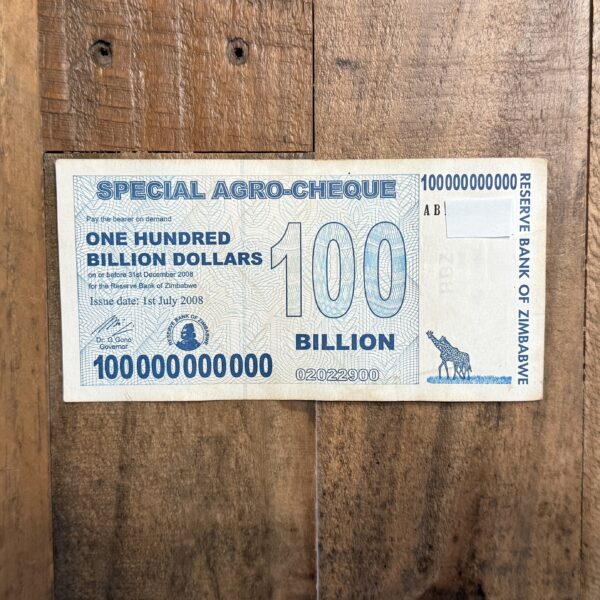 SPECIAL AGRO-CHEQUE
100000000000
AB
Pay the bearer on demand
ONE HUNDRED
BILLION DOLLARS
on or before 31st December 2008
for the Reserve Bank of Zimbabwe
Issue date: 1st July 2008
100
BILLION
Dr. G Gono
Governor
RESERVE BANK OF ZIMBABWE
100000000000
02022900
RESERVE BANK OF ZIMBABWE